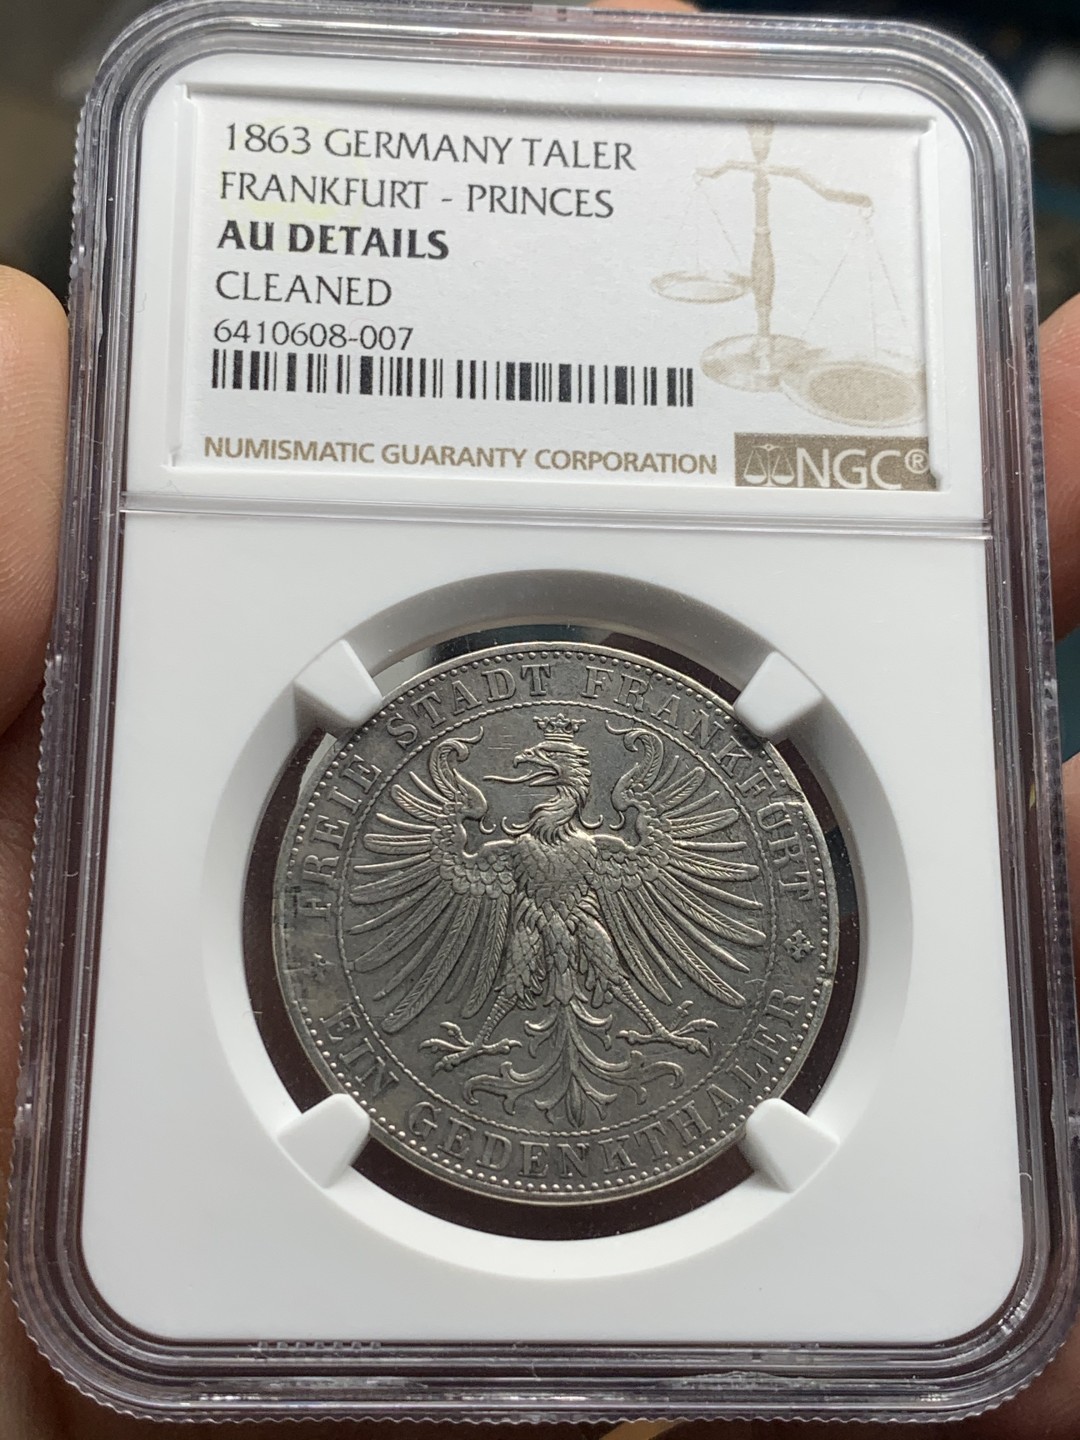 1863 GERMANY TALER
FRANKFURT - PRINCES
AU DETAILS
CLEANED
6410608-007
NUMISMATIC GUARANTY CORPORATION
NGC®
FREIE STADT FRANKFURT
EIN GEDENKTHALER